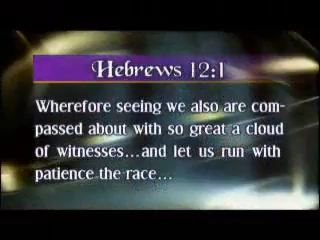 Hebrews 12:1
Wherefore seeing we also are com-
passed about with so great a cloud
of witnesses...and let us run with
patience the race...